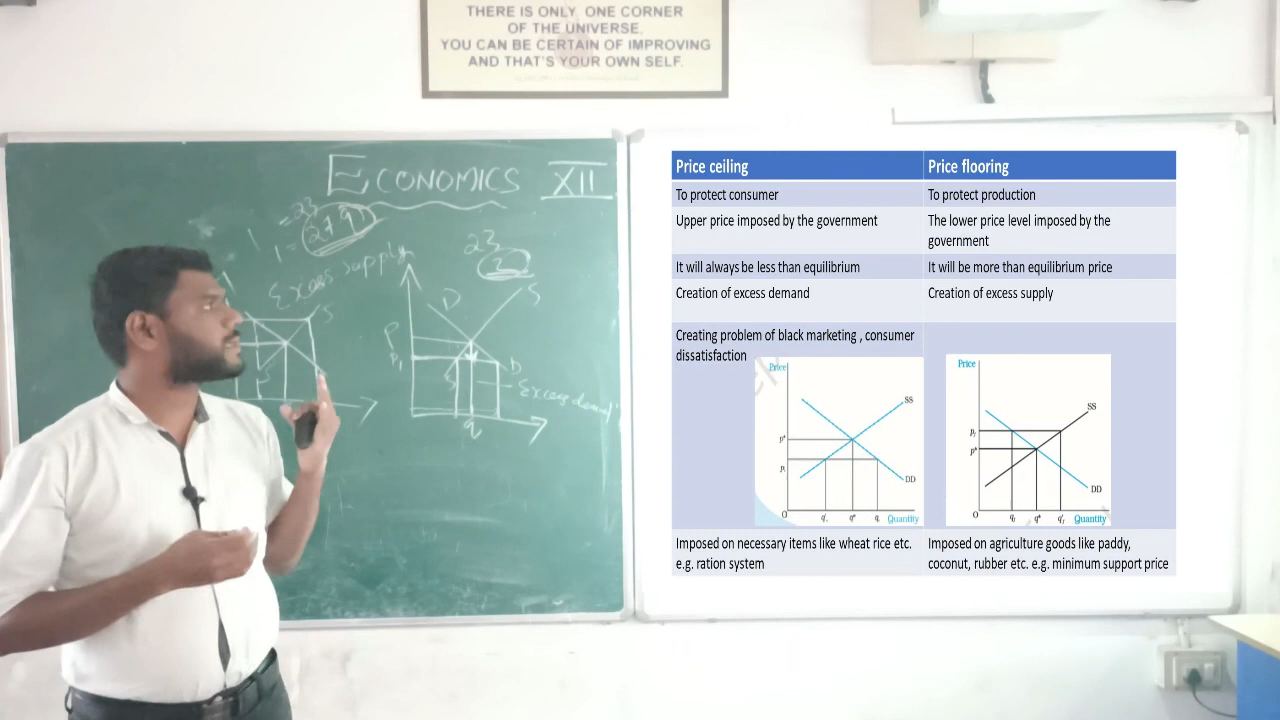 THERE IS ONLY ONE CORNER
OF THE UNIVERSE.
YOU CAN BE CERTAIN OF IMPROVING
AND THAT'S YOUR OWN SELF.
ECONOMICS XII
Excess supply
S
D
S
P
P₁
D
S
Excess demand
q
23
Price ceiling
Price flooring
To protect consumer
To protect production
Upper price imposed by the government
The lower price level imposed by the
government
It will always be less than equilibrium
It will be more than equilibrium price
Creation of excess demand
Creation of excess supply
Creating problem of black marketing , consumer
dissatisfaction
Price
SS
p*
DD
O
q*
Quantity
Price
SS
p*
DD
O
q*
Quantity
Imposed on necessary items like wheat rice etc.
e.g. ration system
Imposed on agriculture goods like paddy,
coconut, rubber etc. e.g. minimum support price